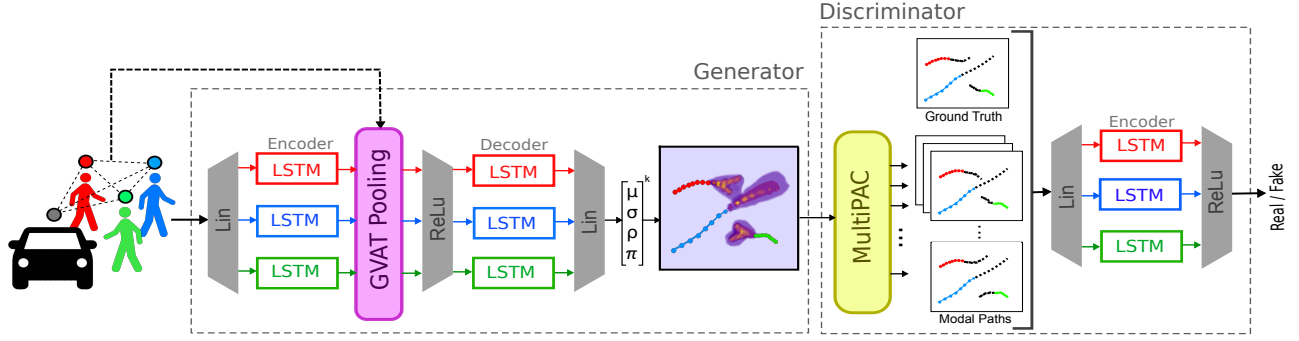 Discriminator
Generator
Ground Truth
Encoder
Decoder
Encoder
Lin
LSTM
LSTM
LSTM
GVAT Pooling
ReLu
LSTM
LSTM
LSTM
Lin
μ
σ
ρ
π
k
MultiPAC
Modal Paths
Lin
LSTM
LSTM
LSTM
ReLu
Real / Fake